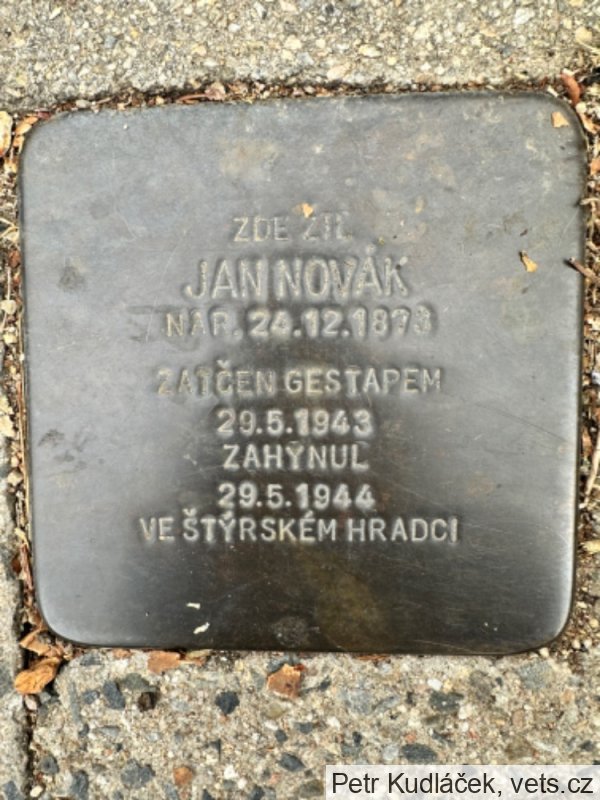 ZDE ŽIL
JAN NOVÁK
NAR. 24.12.1873
ZATČEN GESTAPEM
29.5.1943
ZAHYNUL
29.5.1944
VE ŠTÝRSKÉM HRADCI
Petr Kudláček, vets.cz